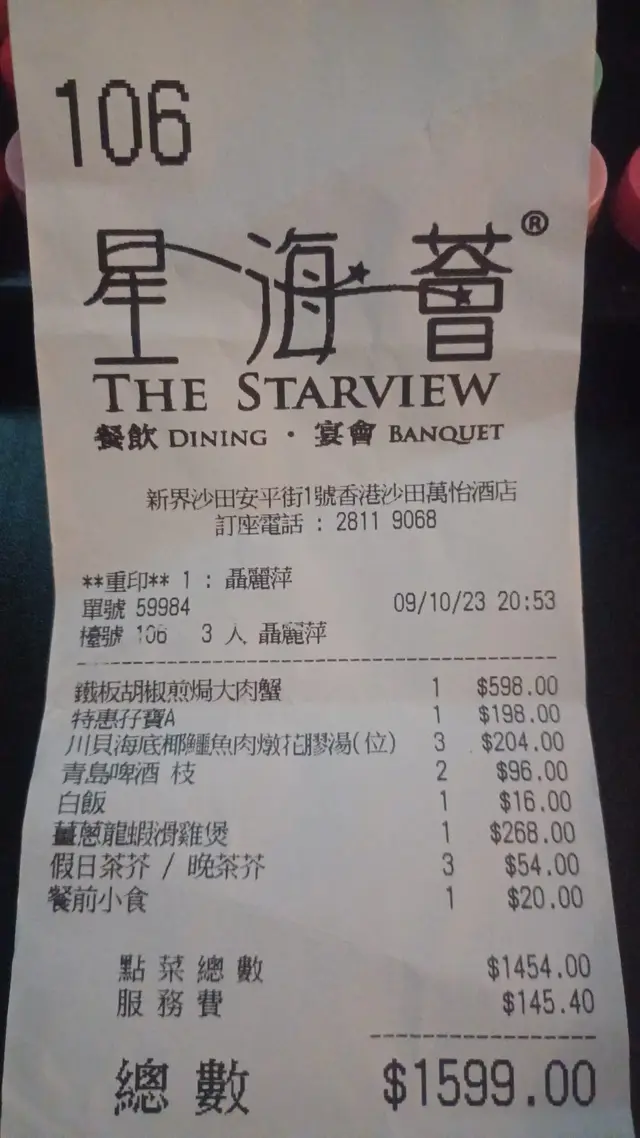 106
星海薈®
THE STARVIEW
餐飲 DINING · 宴會 BANQUET
新界沙田安平街1號香港沙田萬怡酒店
訂座電話 : 2811 9068
**重印** 1 : 聶麗萍
單號 59984 09/10/23 20:53
檯號 106 3 人 聶麗萍
鐵板胡椒煎焗大肉蟹 1 $598.00
特惠孖寶A 1 $198.00
川貝海底椰鱷魚肉燉花膠湯(位) 3 $204.00
青島啤酒 枝 2 $96.00
白飯 1 $16.00
薑蔥龍蝦滑雞煲 1 $268.00
假日茶芥 / 晚茶芥 3 $54.00
餐前小食 1 $20.00
點菜總數 $1454.00
服務費 $145.40
總數 $1599.00